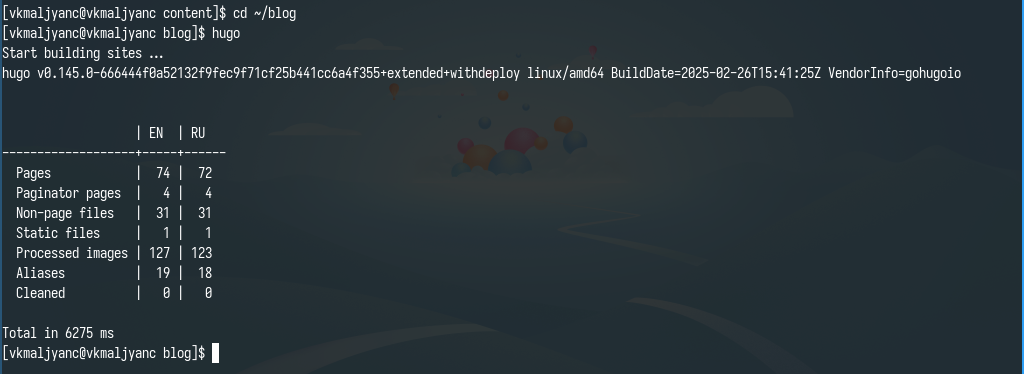 [vkmaljyanc@vkmaljyanc content]$ cd ~/blog
[vkmaljyanc@vkmaljyanc blog]$ hugo
Start building sites …
hugo v0.145.0-666444f0a52132f9fec9f71cf25b441cc6a4f355+extended+withdeploy linux/amd64 BuildDate=2025-02-26T15:41:25Z VendorInfo=gohugoio
                   | EN  | RU
-------------------+-----+------
  Pages            |  74 |  72
  Paginator pages  |   4 |   4
  Non-page files   |  31 |  31
  Static files     |   1 |   1
  Processed images | 127 | 123
  Aliases          |  19 |  18
  Cleaned          |   0 |   0
Total in 6275 ms
[vkmaljyanc@vkmaljyanc blog]$